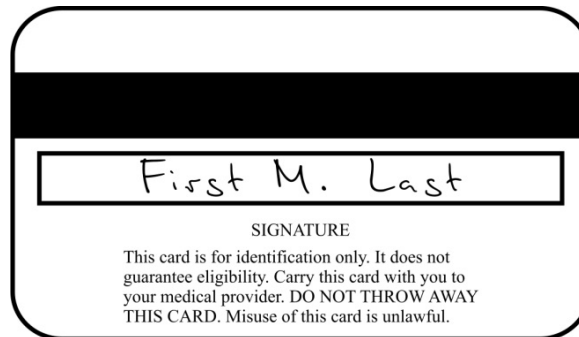 First M. Last
SIGNATURE
This card is for identification only. It does not
guarantee eligibility. Carry this card with you to
your medical provider. DO NOT THROW AWAY
THIS CARD. Misuse of this card is unlawful.